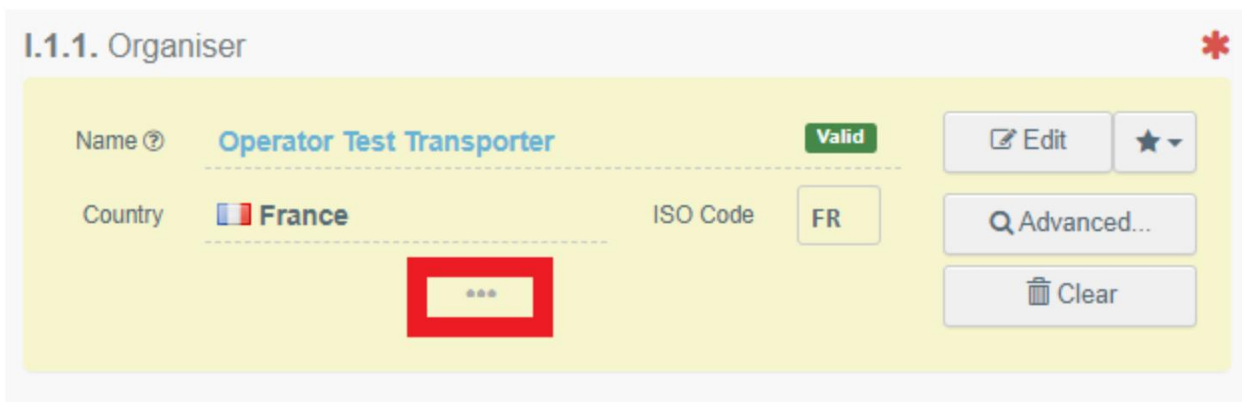 I.1.1. Organiser *
Name ? Operator Test Transporter Valid Edit
Country France ISO Code FR Advanced...
••• Clear